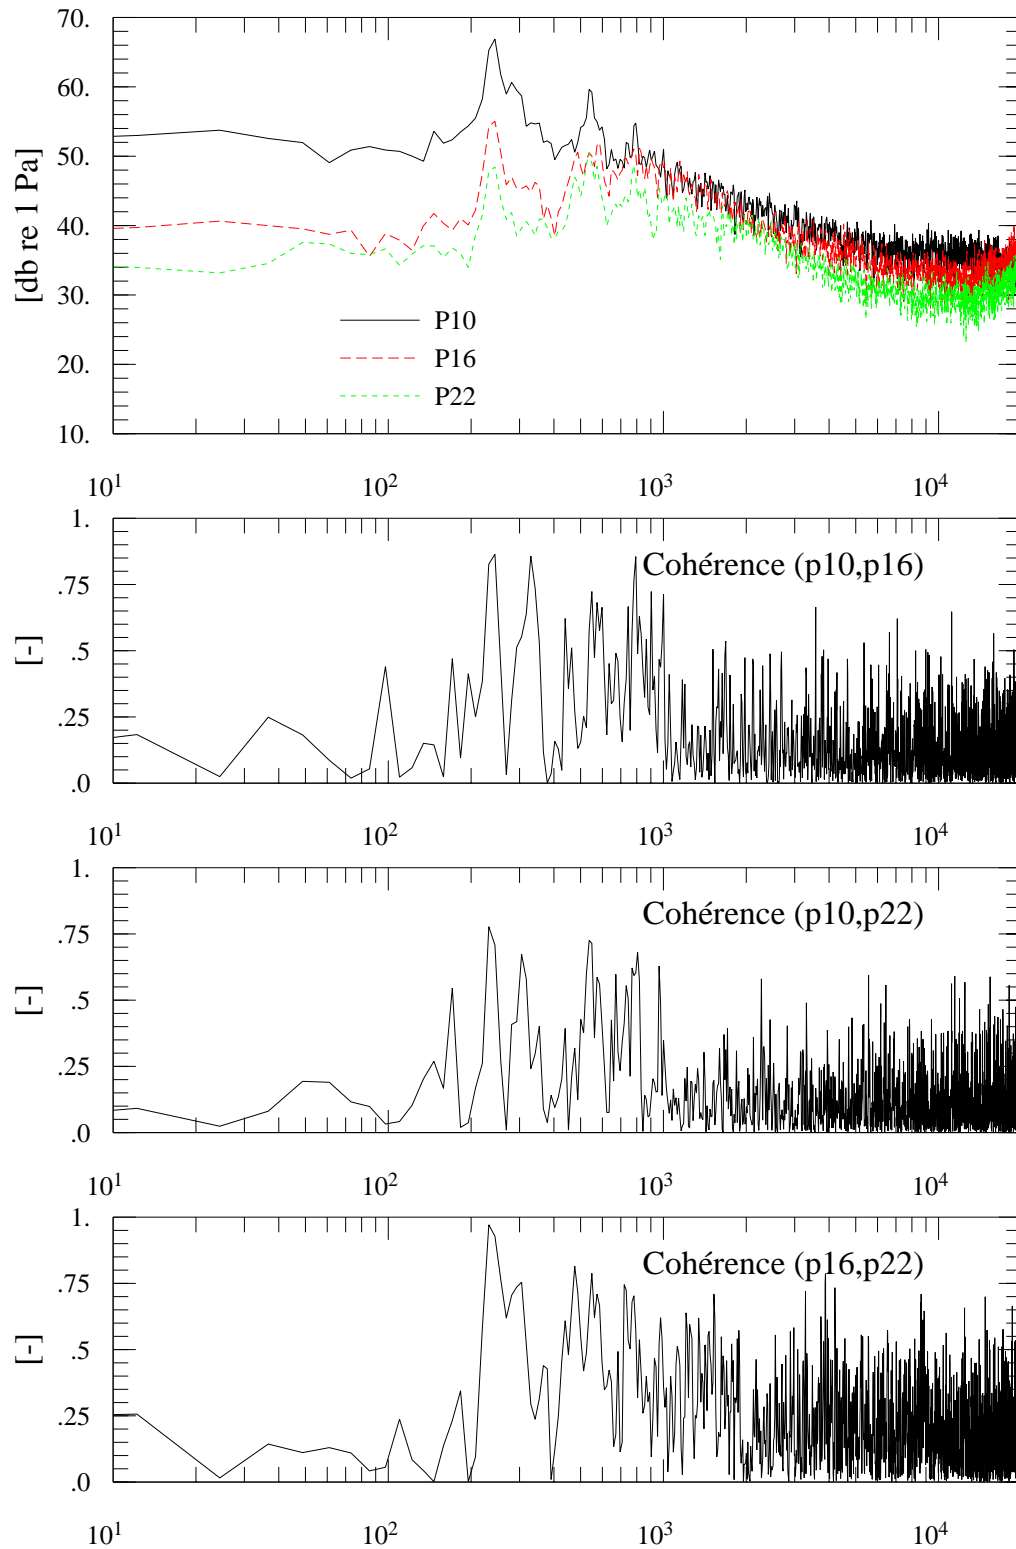 70.
60.
50.
40.
30.
20.
10.
[db re 1 Pa]
P10
P16
P22
10¹ 10² 10³ 10⁴
1.
.75
.5
.25
.0
[-]
Cohérence (p10,p16)
10¹ 10² 10³ 10⁴
1.
.75
.5
.25
.0
[-]
Cohérence (p10,p22)
10¹ 10² 10³ 10⁴
1.
.75
.5
.25
.0
[-]
Cohérence (p16,p22)
10¹ 10² 10³ 10⁴